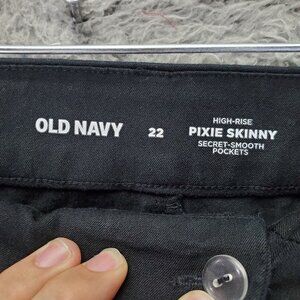 OLD NAVY
22
HIGH-RISE
PIXIE SKINNY
SECRET-SMOOTH
POCKETS